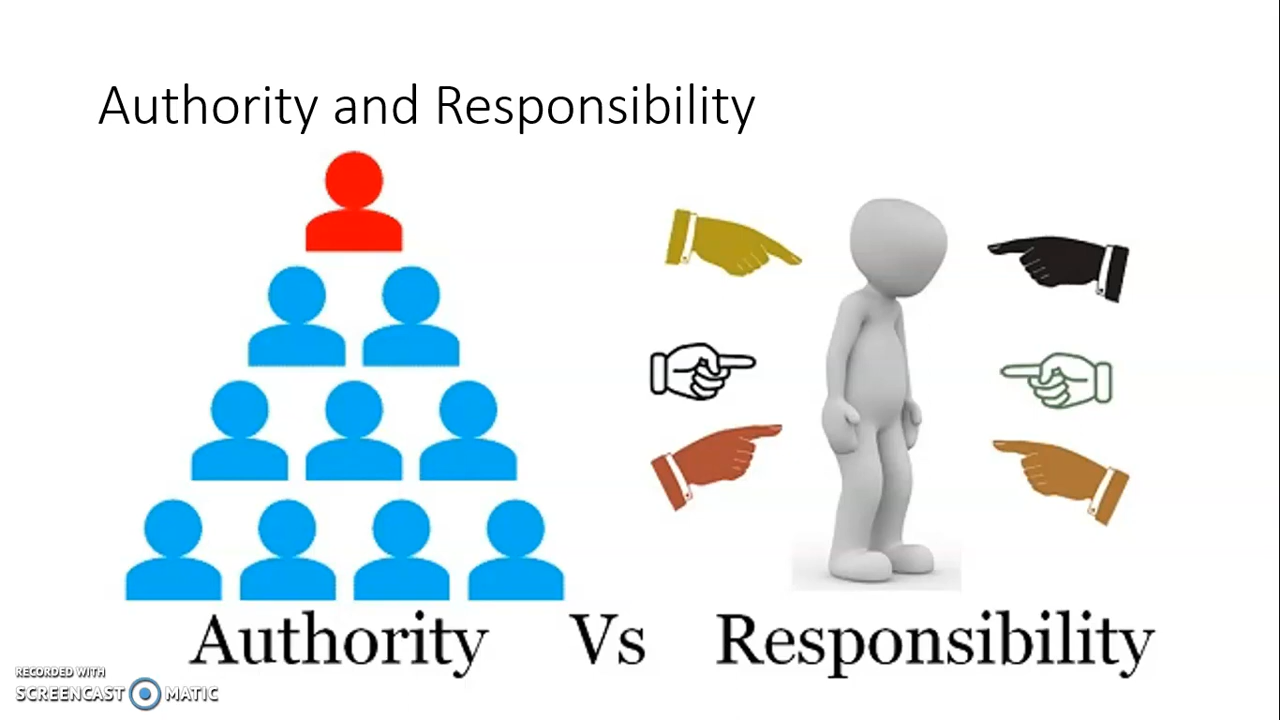 Authority and Responsibility
Authority Vs Responsibility
RECORDED WITH
SCREENCAST MATIC